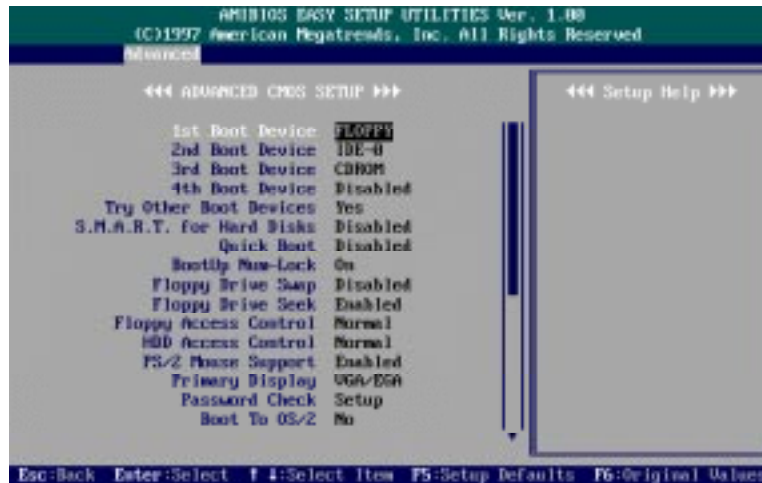 AMIBIOS EASY SETUP UTILITIES Ver. 1.00
(C)1997 American Megatrends, Inc. All Rights Reserved
Advanced
ADVANCED CMOS SETUP
Setup Help
1st Boot Device FLOPPY
2nd Boot Device IDE-0
3rd Boot Device CDROM
4th Boot Device Disabled
Try Other Boot Devices Yes
S.M.A.R.T. for Hard Disks Disabled
Quick Boot Disabled
BootUp Num-Lock On
Floppy Drive Swap Disabled
Floppy Drive Seek Enabled
Floppy Access Control Normal
HDD Access Control Normal
PS/2 Mouse Support Enabled
Primary Display VGA/EGA
Password Check Setup
Boot To OS/2 No
Esc:Back Enter:Select ↑ ↓:Select Item F5:Setup Defaults F6:Original Values